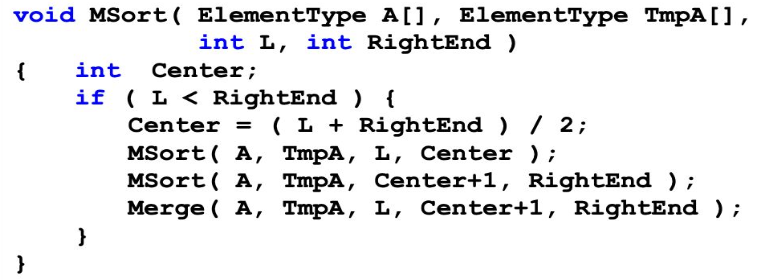 void MSort( ElementType A[], ElementType TmpA[],
int L, int RightEnd )
{ int Center;
if ( L < RightEnd ) {
Center = ( L + RightEnd ) / 2;
MSort( A, TmpA, L, Center );
MSort( A, TmpA, Center+1, RightEnd );
Merge( A, TmpA, L, Center+1, RightEnd );
}
}